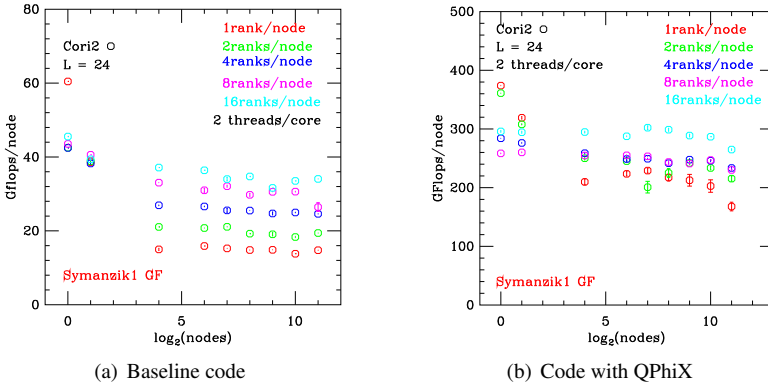 80
60
40
20
0
Gflops/node
Cori2
L = 24
1rank/node
2ranks/node
4ranks/node
8ranks/node
16ranks/node
2 threads/core
Symanzik1 GF
0
5
10
log2(nodes)
(a) Baseline code
500
400
300
200
100
0
GFlops/node
Cori2
L = 24
2 threads/core
1rank/node
2ranks/node
4ranks/node
8ranks/node
16ranks/node
Symanzik1 GF
0
5
10
log2(nodes)
(b) Code with QPhiX